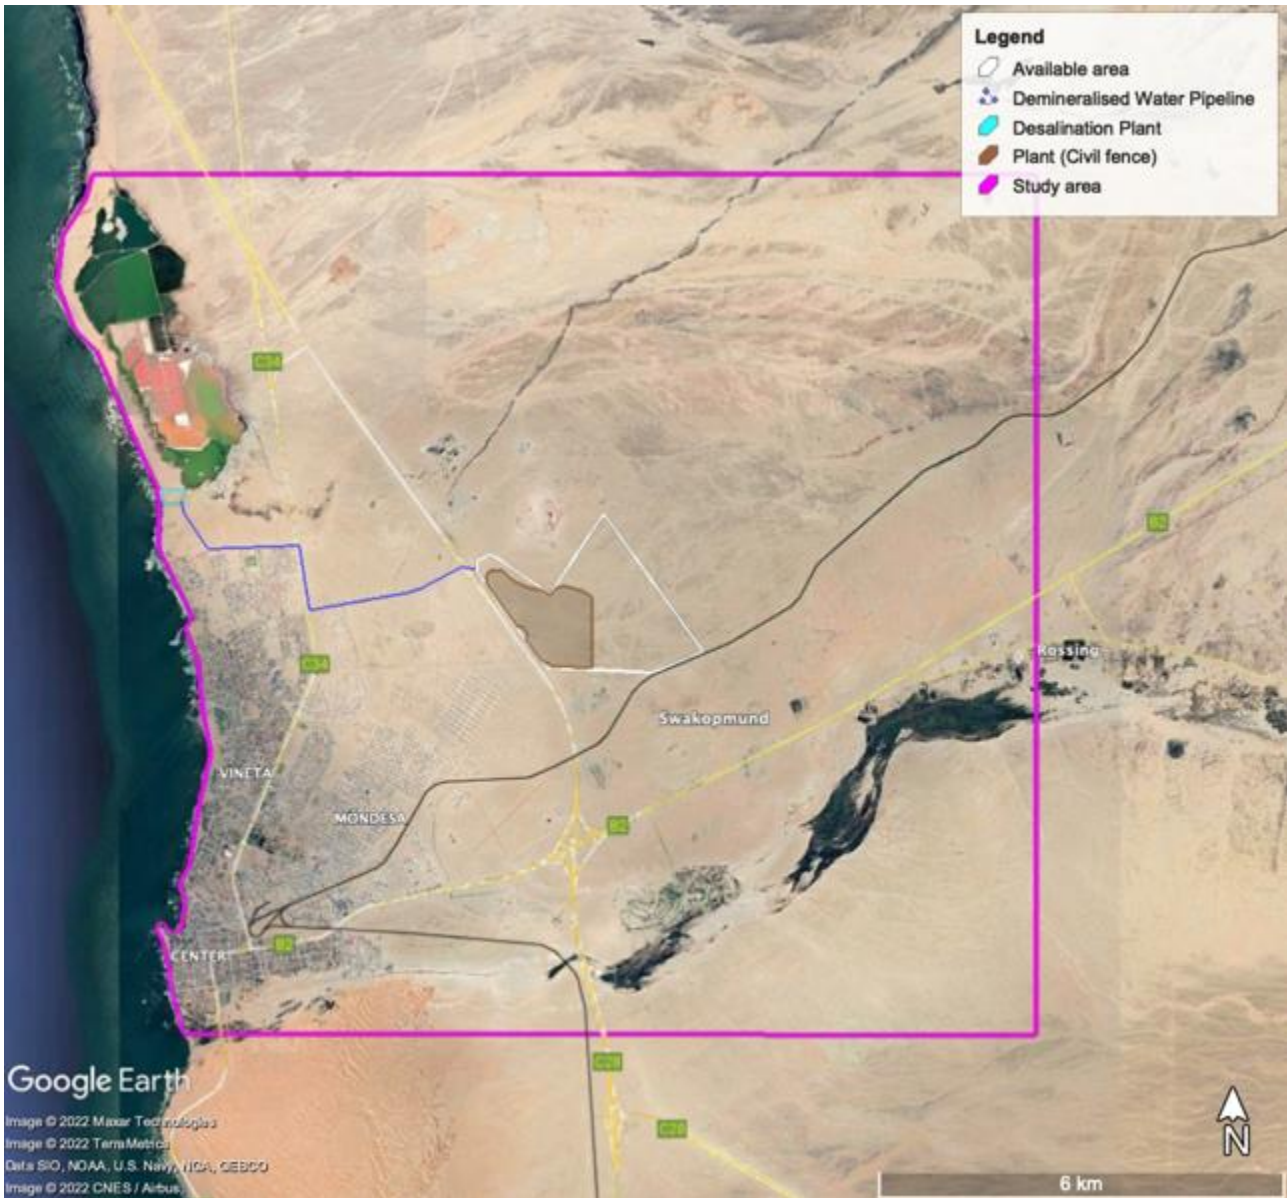 Legend
Available area
Demineralised Water Pipeline
Desalination Plant
Plant (Civil fence)
Study area
C34
B2
C34
Rossing
Swakopmund
VINETA
MONDESA
B2
B2
CENTER
C28
C28
Google Earth
Image © 2022 Maxar Technologies
Image © 2022 TerraMetrics
Data SIO, NOAA, U.S. Navy, NGA, GEBCO
Image © 2022 CNES / Airbus
N
6 km